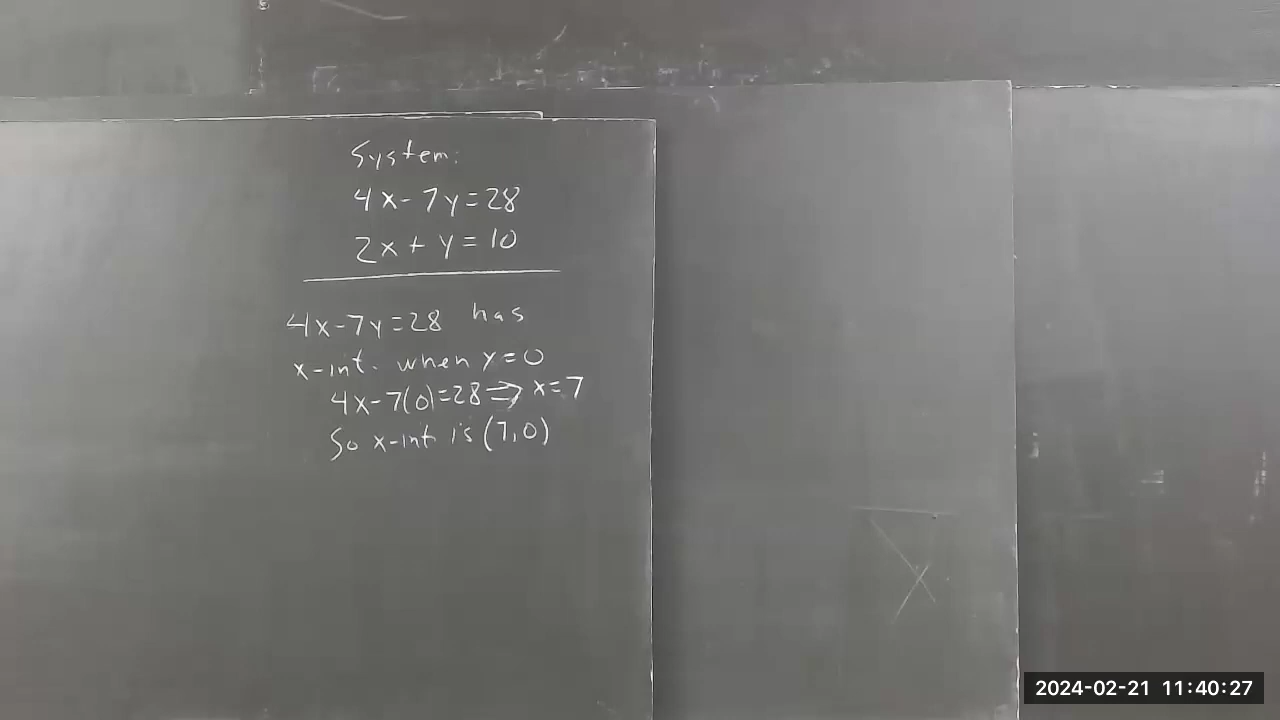 System:
4x-7y=28
2x+y=10
4x-7y=28 has
x-int. when y=0
4x-7(0)=28⇒x=7
So x-int is (7,0)
2024-02-21 11:40:27